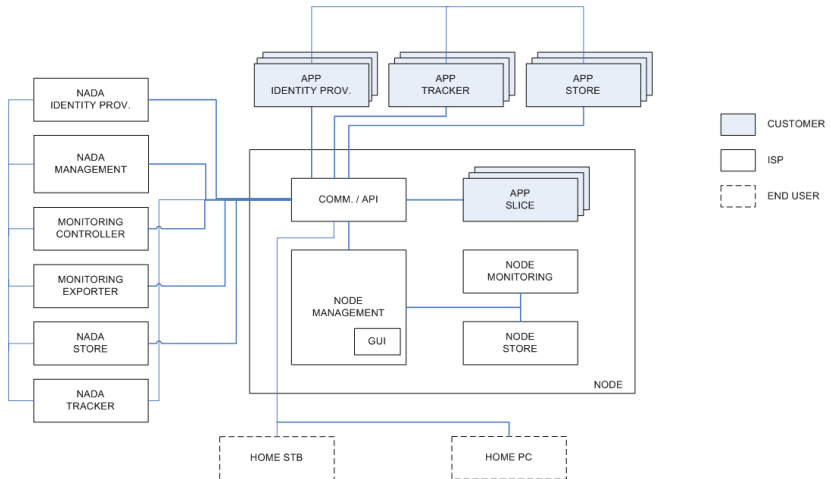 APP
IDENTITY PROV.
APP
TRACKER
APP
STORE
NADA
IDENTITY PROV.
NADA
MANAGEMENT
MONITORING
CONTROLLER
MONITORING
EXPORTER
NADA
STORE
NADA
TRACKER
COMM. / API
APP
SLICE
NODE
MANAGEMENT
GUI
NODE
MONITORING
NODE
STORE
NODE
HOME STB
HOME PC
CUSTOMER
ISP
END USER